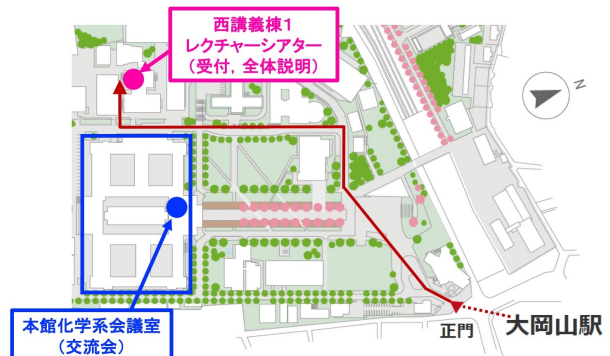 西講義棟1
レクチャーシアター
(受付, 全体説明)
N
本館化学系会議室
(交流会)
正門
大岡山駅